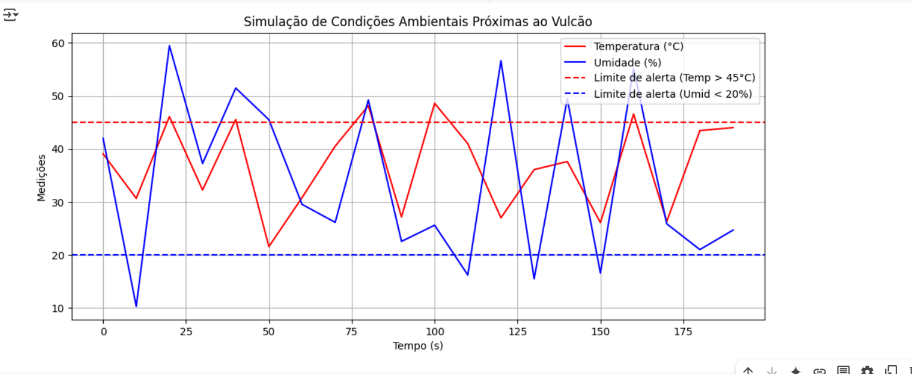 Simulação de Condições Ambientais Próximas ao Vulcão
Temperatura (°C)
Umidade (%)
Limite de alerta (Temp > 45°C)
Limite de alerta (Umid < 20%)
Medições
60
50
40
30
20
10
0
25
50
75
100
125
150
175
Tempo (s)